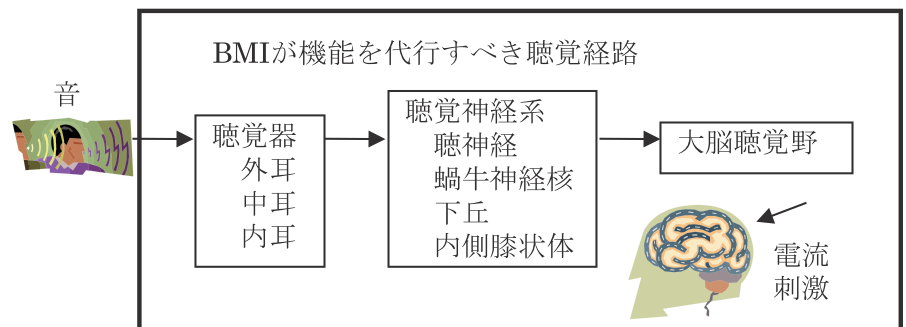 BMIが機能を代行すべき聴覚経路
音
聴覚器
外耳
中耳
内耳
聴覚神経系
聴神経
蝸牛神経核
下丘
内側膝状体
大脳聴覚野
電流
刺激